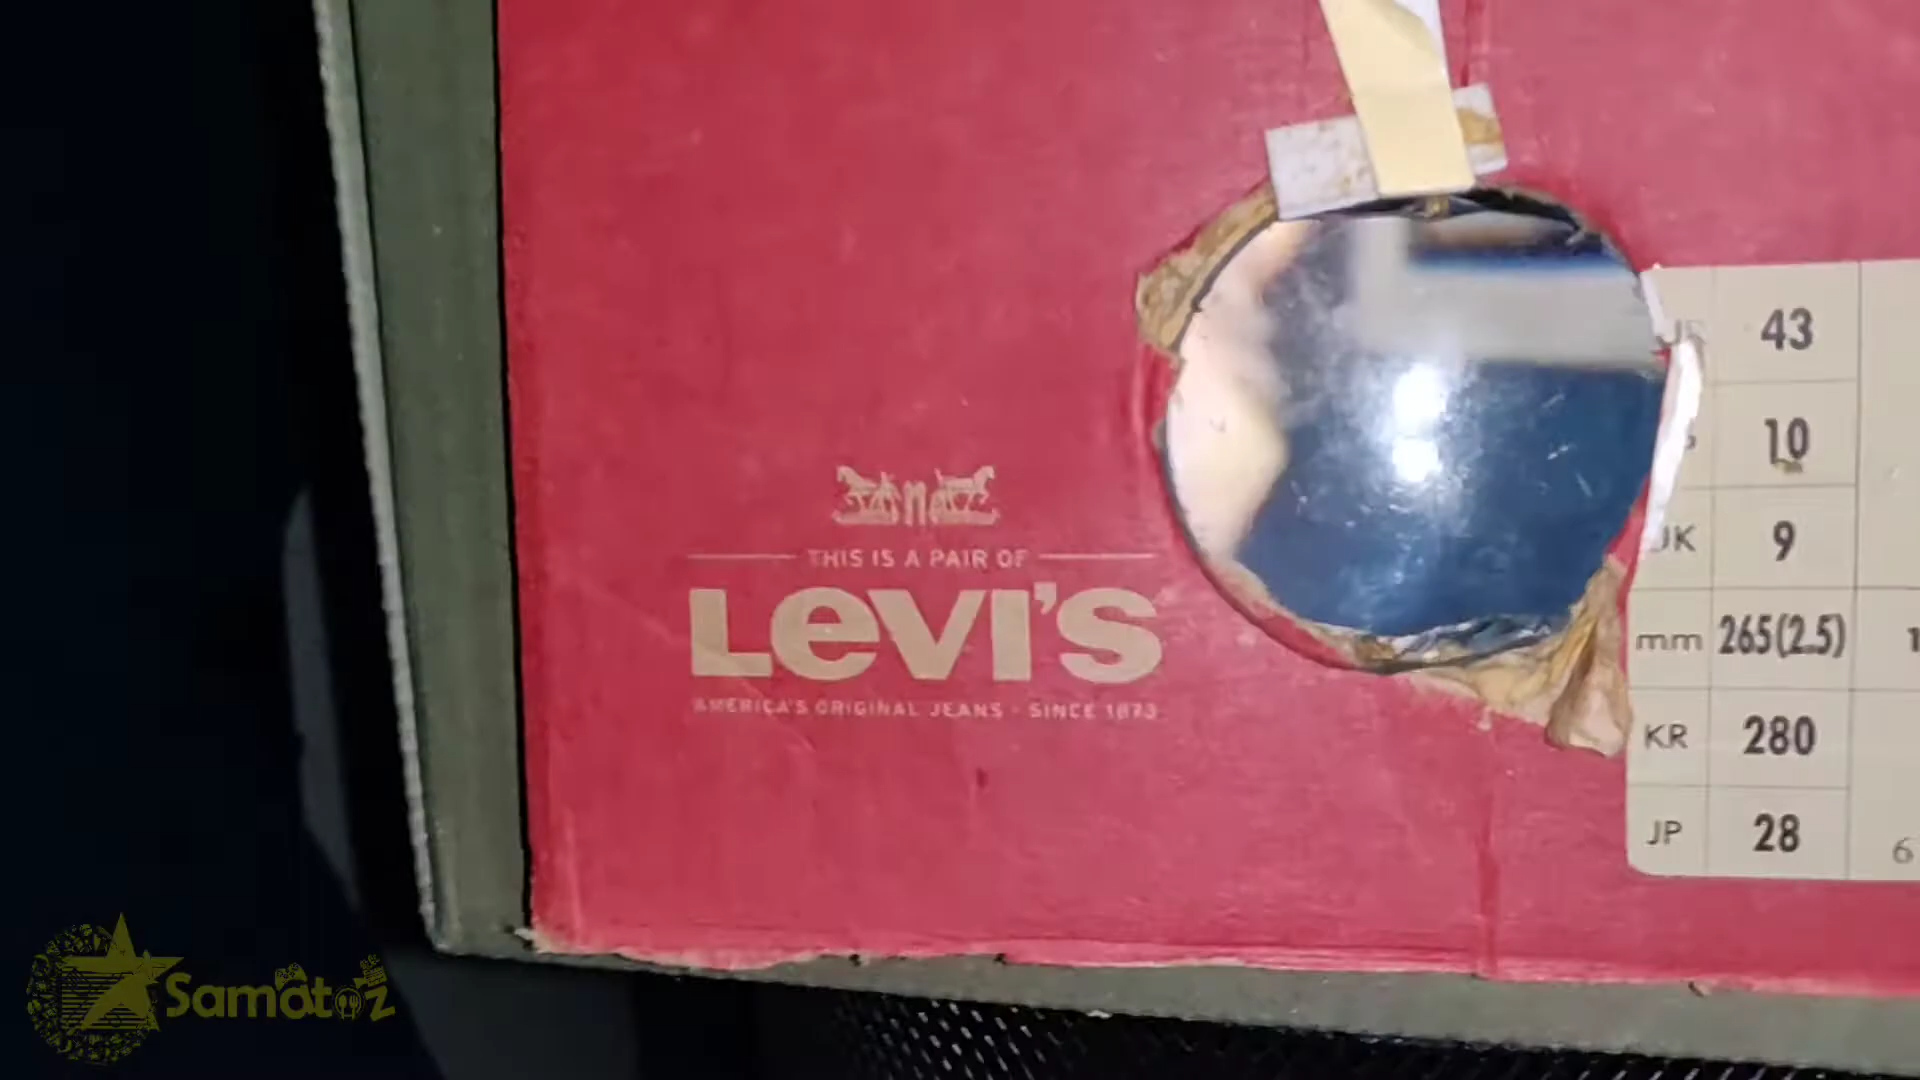 THIS IS A PAIR OF
LEVI'S
AMERICA'S ORIGINAL JEANS - SINCE 1873
43
10
UK 9
mm 265(2.5)
KR 280
JP 28
6
Samatoz